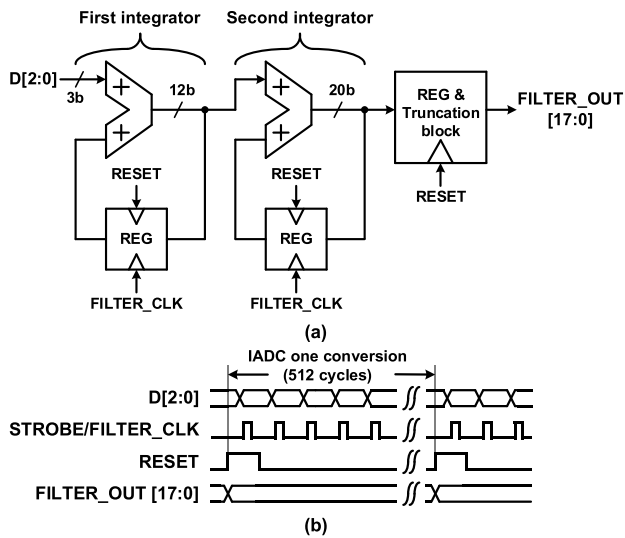 First integrator
Second integrator
D[2:0]
3b
+
+
12b
+
+
20b
REG &
Truncation
block
FILTER_OUT
[17:0]
RESET
RESET
RESET
REG
REG
FILTER_CLK
FILTER_CLK
(a)
IADC one conversion
(512 cycles)
D[2:0]
STROBE/FILTER_CLK
RESET
FILTER_OUT [17:0]
(b)